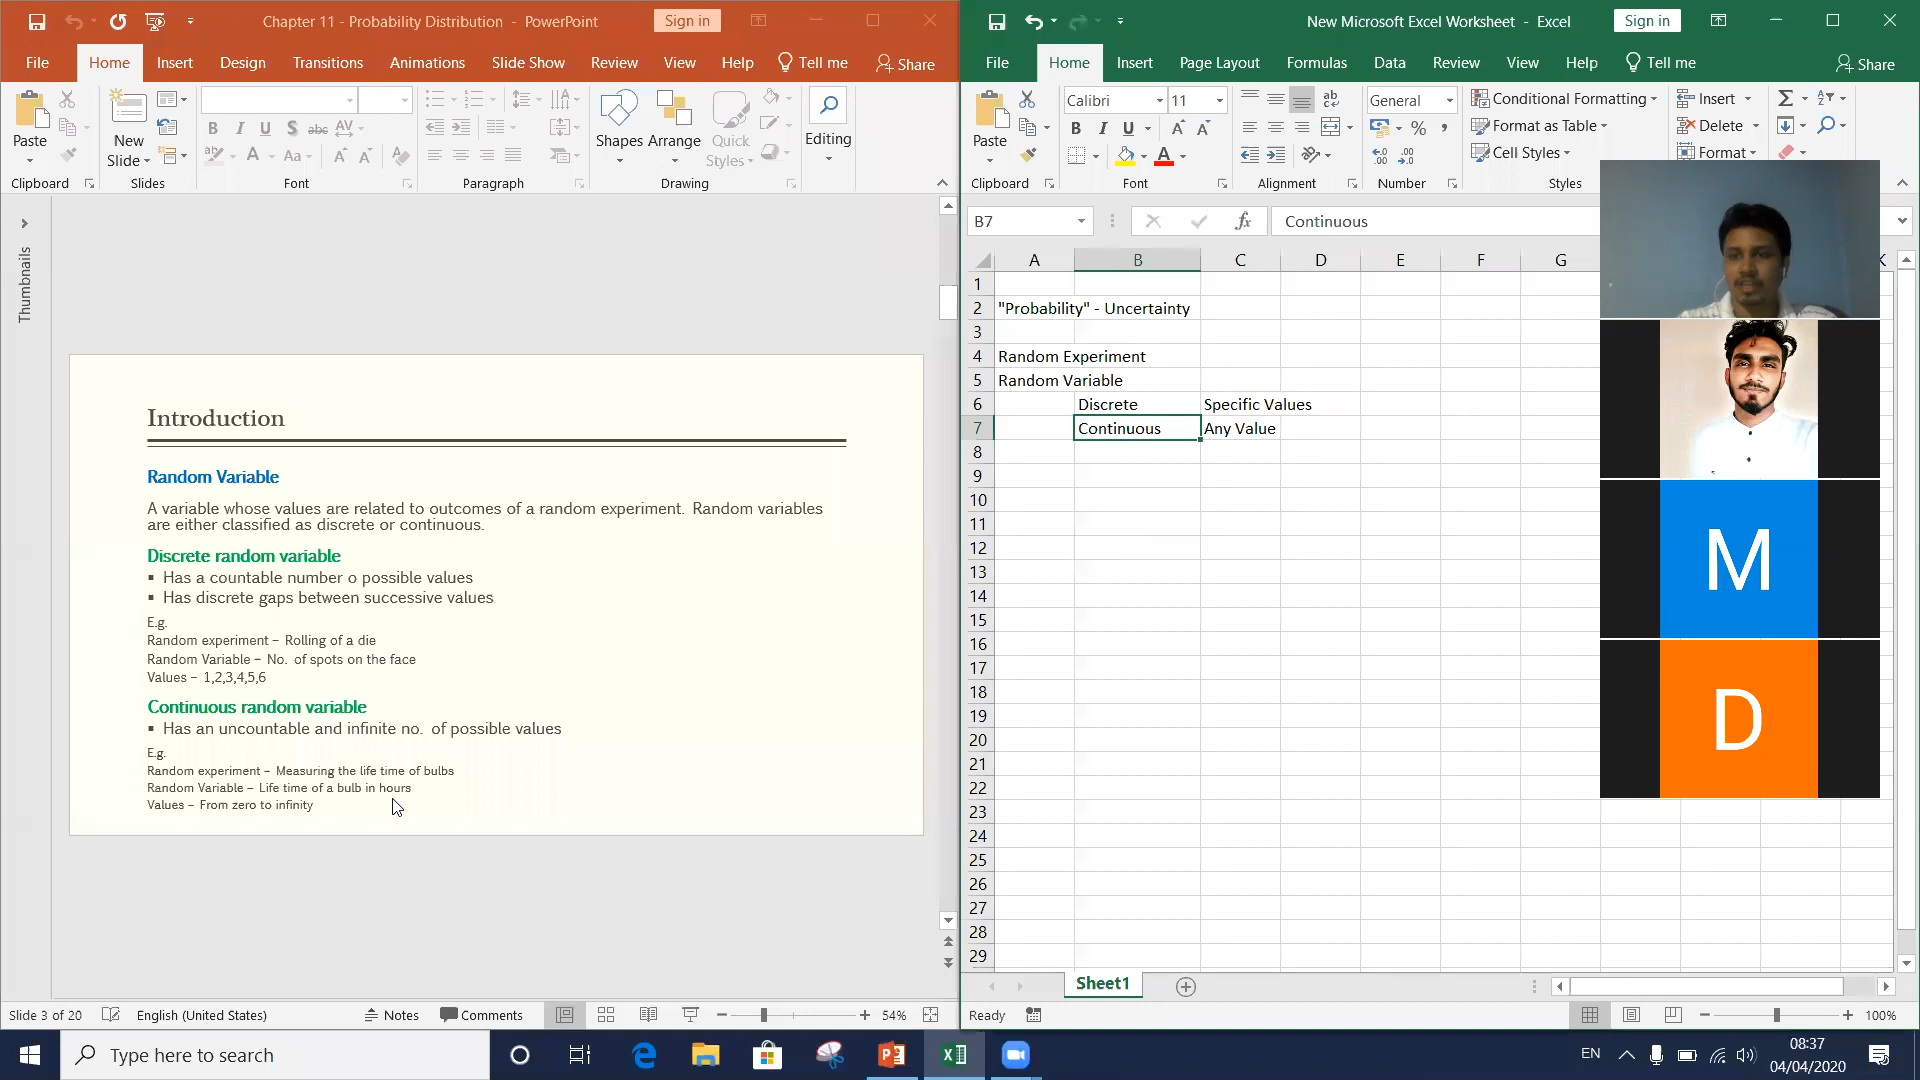 Chapter 11 - Probability Distribution - PowerPoint
Sign in
File Home Insert Design Transitions Animations Slide Show Review View Help Tell me Share
Paste
New Slide
B I U S abc AV
A Aa A A
Shapes Arrange Quick Styles
Editing
Clipboard Slides Font Paragraph Drawing
Thumbnails
Introduction
Random Variable
A variable whose values are related to outcomes of a random experiment. Random variables
are either classified as discrete or continuous.
Discrete random variable
▪ Has a countable number o possible values
▪ Has discrete gaps between successive values
E.g.
Random experiment – Rolling of a die
Random Variable – No. of spots on the face
Values – 1,2,3,4,5,6
Continuous random variable
▪ Has an uncountable and infinite no. of possible values
E.g.
Random experiment – Measuring the life time of bulbs
Random Variable – Life time of a bulb in hours
Values – From zero to infinity
Slide 3 of 20 English (United States) Notes Comments 54%
New Microsoft Excel Worksheet - Excel
Sign in
File Home Insert Page Layout Formulas Data Review View Help Tell me Share
Paste
Calibri 11
B I U A A
A
General
% ,
Conditional Formatting
Format as Table
Cell Styles
Insert
Delete
Format
Clipboard Font Alignment Number Styles
B7 fx Continuous
A B C D E F G K
1
2 "Probability" - Uncertainty
3
4 Random Experiment
5 Random Variable
6 Discrete Specific Values
7 Continuous Any Value
8
9
10
11
12
13
14
15
16
17
18
19
20
21
22
23
24
25
26
27
28
29
M
D
Sheet1
Ready 100%
Type here to search
EN
08:37
04/04/2020